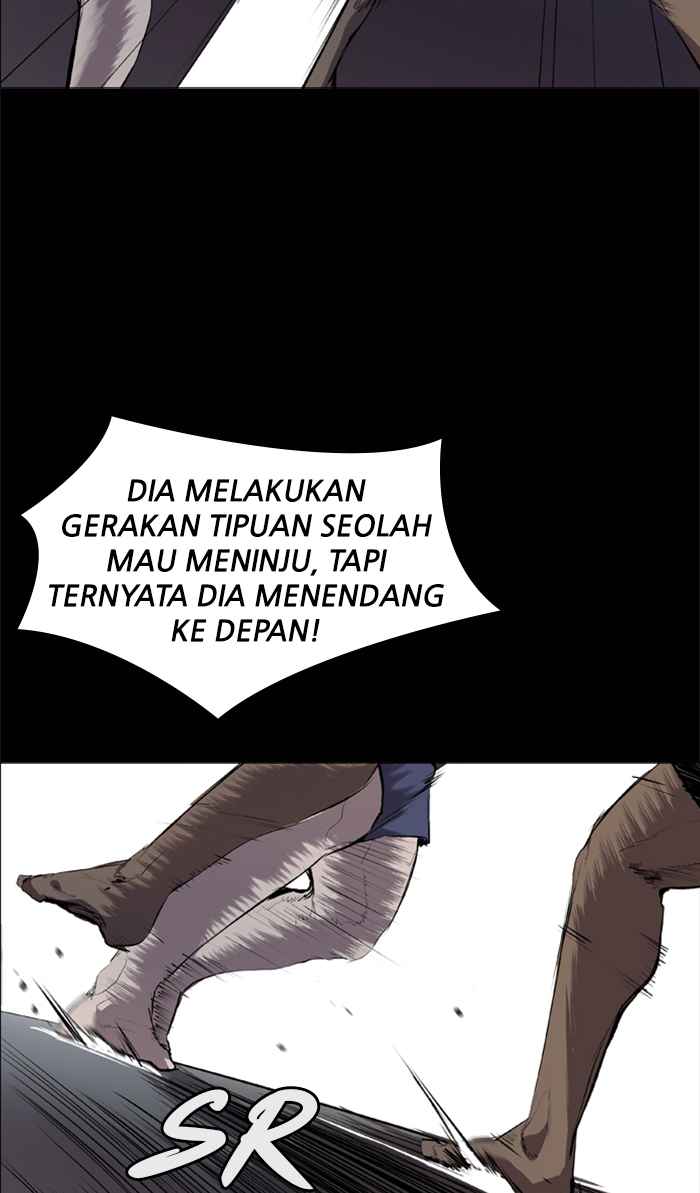 DIA MELAKUKAN
GERAKAN TIPUAN SEOLAH
MAU MENINJU, TAPI
TERNYATA DIA MENENDANG
KE DEPAN!
SR